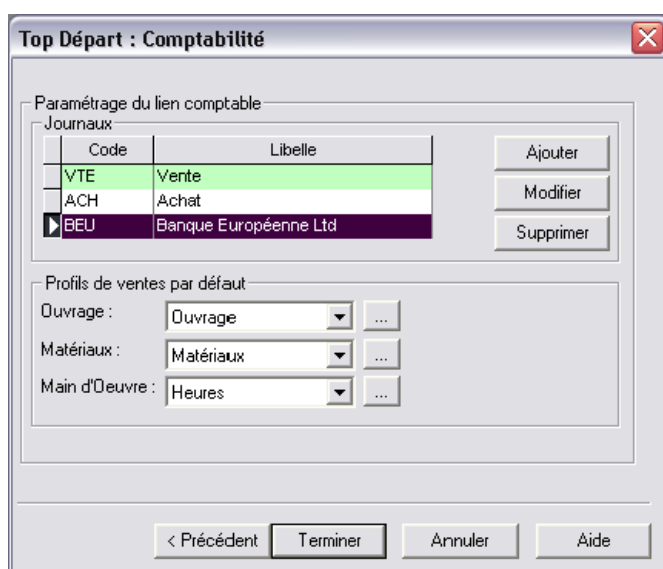 Top Départ : Comptabilité
Paramétrage du lien comptable
Journaux
Code Libelle
VTE Vente
ACH Achat
BEU Banque Européenne Ltd
Ajouter
Modifier
Supprimer
Profils de ventes par défaut
Ouvrage : Ouvrage ...
Matériaux : Matériaux ...
Main d'Oeuvre : Heures ...
< Précédent Terminer Annuler Aide